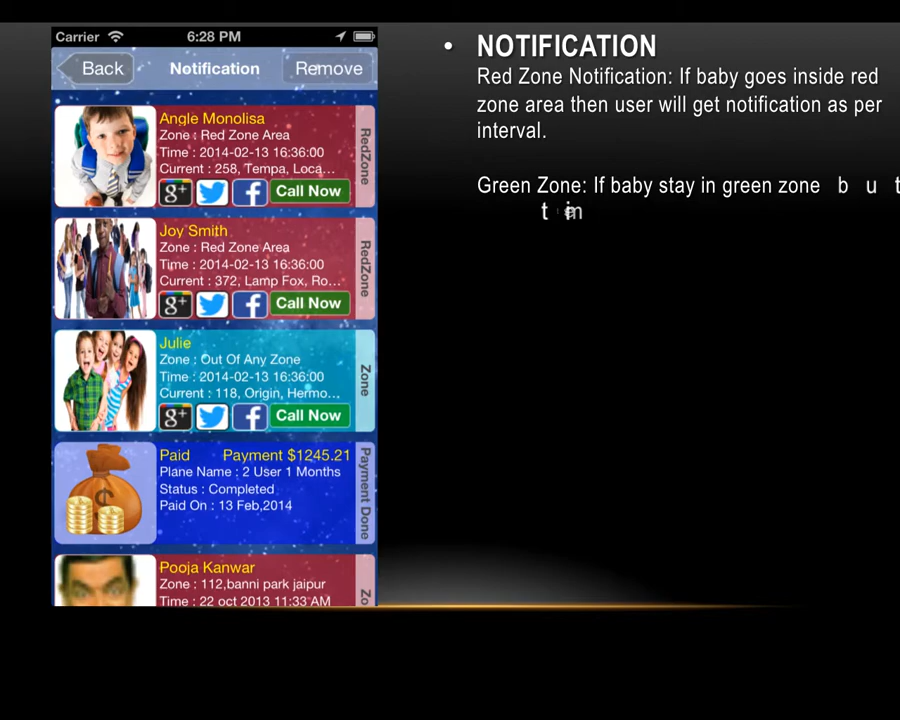 Carrier 6:28 PM
Back Notification Remove
Angle Monolisa
Zone : Red Zone Area
Time : 2014-02-13 16:36:00
Current : 258, Tempa, Loca...
g+ f Call Now
RedZone
Joy Smith
Zone : Red Zone Area
Time : 2014-02-13 16:36:00
Current : 372, Lamp Fox, Ro...
g+ f Call Now
RedZone
Julie
Zone : Out Of Any Zone
Time : 2014-02-13 16:36:00
Current : 118, Origin, Hermo...
g+ f Call Now
Zone
Paid Payment $1245.21
Plane Name : 2 User 1 Months
Status : Completed
Paid On : 13 Feb,2014
Payment Done
Pooja Kanwar
Zone : 112,banni park jaipur
Time : 22 oct 2013 11:33 AM
Zo
• NOTIFICATION
Red Zone Notification: If baby goes inside red
zone area then user will get notification as per
interval.
Green Zone: If baby stay in green zone but